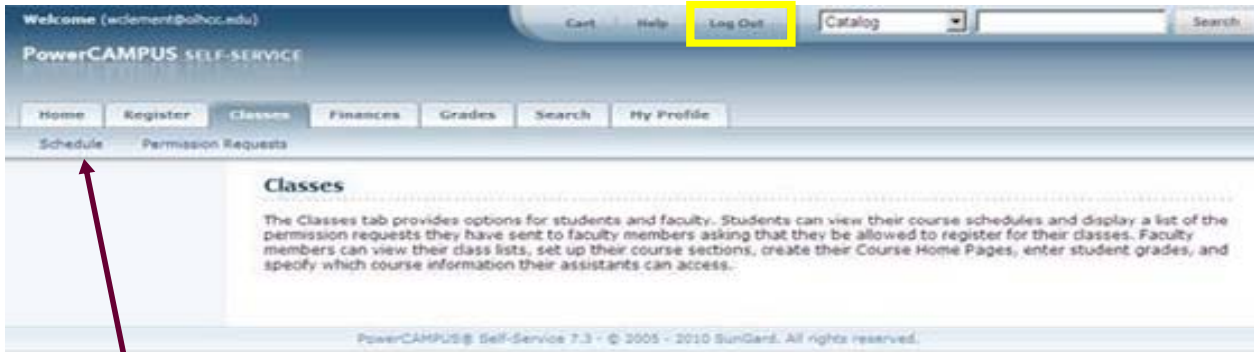 Welcome (wclement@olhcc.edu) Cart Help Log Out Catalog Search
PowerCAMPUS SELF-SERVICE
Home Register Classes Finances Grades Search My Profile
Schedule Permission Requests
Classes
The Classes tab provides options for students and faculty. Students can view their course schedules and display a list of the
permission requests they have sent to faculty members asking that they be allowed to register for their classes. Faculty
members can view their class lists, set up their course sections, create their Course Home Pages, enter student grades, and
specify which course information their assistants can access.
PowerCAMPUS® Self-Service 7.3 - © 2005 - 2010 SunGard. All rights reserved.